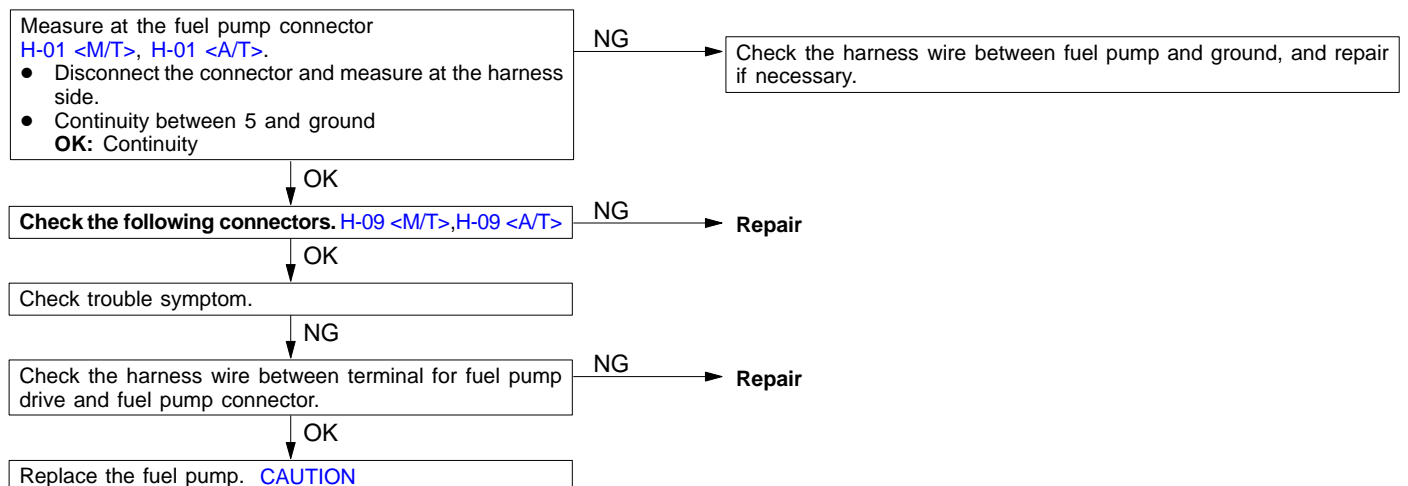 Measure at the fuel pump connector
H-01 <M/T>, H-01 <A/T>.
● Disconnect the connector and measure at the harness
side.
● Continuity between 5 and ground
OK: Continuity
NG
Check the harness wire between fuel pump and ground, and repair
if necessary.
OK
Check the following connectors. H-09 <M/T>,H-09 <A/T>
NG
Repair
OK
Check trouble symptom.
NG
Check the harness wire between terminal for fuel pump
drive and fuel pump connector.
NG
Repair
OK
Replace the fuel pump. CAUTION